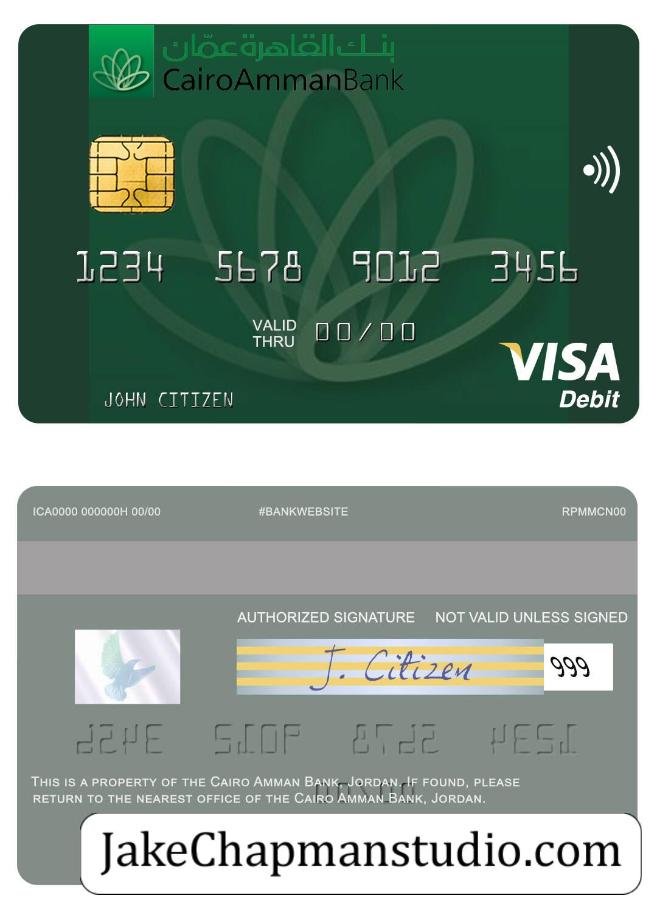 بنك القاهرة عمّان
CairoAmmanBank
1234 5678 9012 3456
VALID THRU 00/00
VISA
JOHN CITIZEN
Debit
ICA0000 000000H 00/00 #BANKWEBSITE RPMMCN00
AUTHORIZED SIGNATURE NOT VALID UNLESS SIGNED
J. Citizen 999
THIS IS A PROPERTY OF THE CAIRO AMMAN BANK, JORDAN. IF FOUND, PLEASE
RETURN TO THE NEAREST OFFICE OF THE CAIRO AMMAN BANK, JORDAN.
JakeChapmanstudio.com